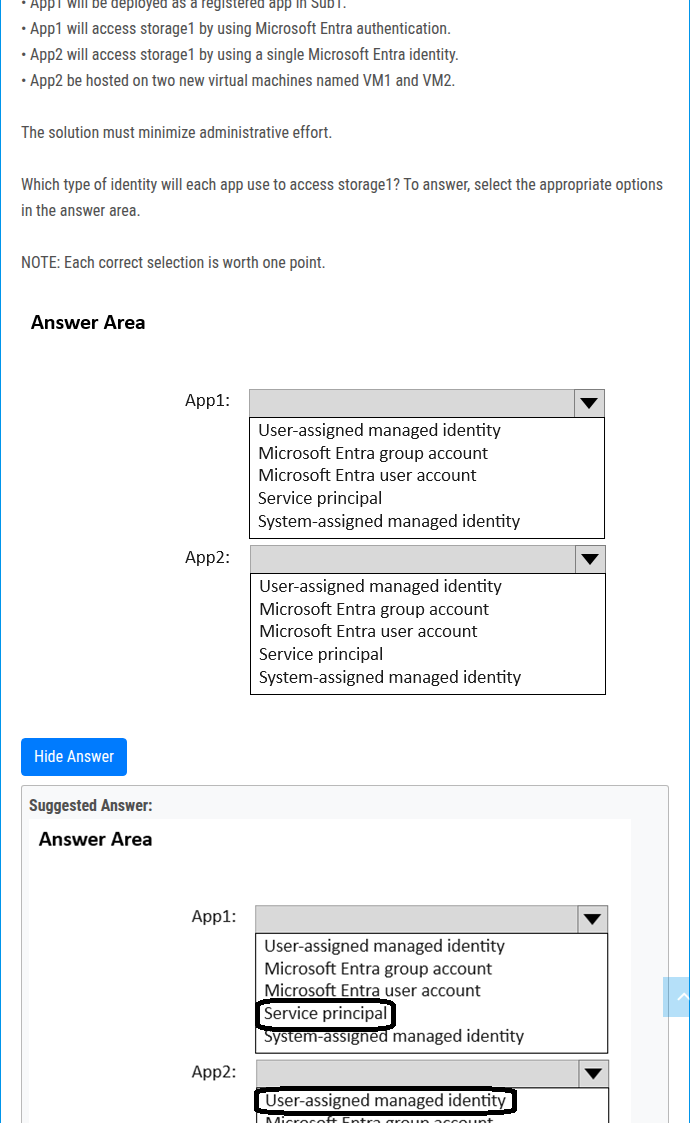 • App1 will be deployed as a registered app in Sub1.
• App1 will access storage1 by using Microsoft Entra authentication.
• App2 will access storage1 by using a single Microsoft Entra identity.
• App2 be hosted on two new virtual machines named VM1 and VM2.
The solution must minimize administrative effort.
Which type of identity will each app use to access storage1? To answer, select the appropriate options
in the answer area.
NOTE: Each correct selection is worth one point.
Answer Area
App1:
User-assigned managed identity
Microsoft Entra group account
Microsoft Entra user account
Service principal
System-assigned managed identity
App2:
User-assigned managed identity
Microsoft Entra group account
Microsoft Entra user account
Service principal
System-assigned managed identity
Hide Answer
Suggested Answer:
Answer Area
App1:
User-assigned managed identity
Microsoft Entra group account
Microsoft Entra user account
Service principal
System-assigned managed identity
App2:
User-assigned managed identity
Microsoft Entra group account